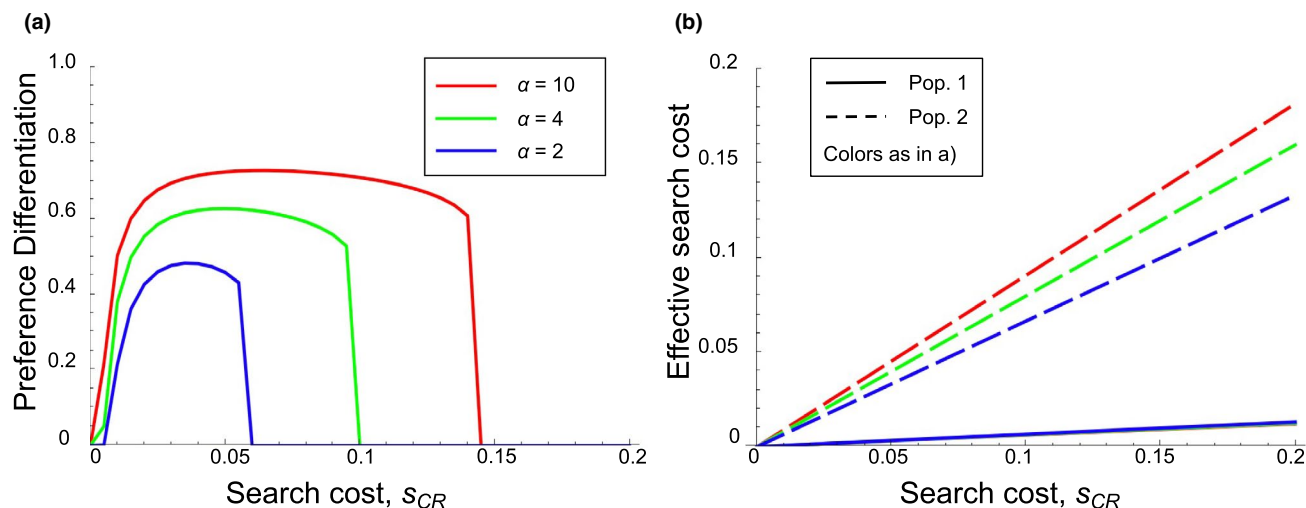 (a)
1.0
0.8
0.6
0.4
0.2
0
Preference Differentiation
α = 10
α = 4
α = 2
0
0.05
0.1
0.15
0.2
Search cost, sCR
(b)
0.2
0.15
0.1
0.05
0
Effective search cost
Pop. 1
Pop. 2
Colors as in a)
0
0.05
0.1
0.15
0.2
Search cost, sCR